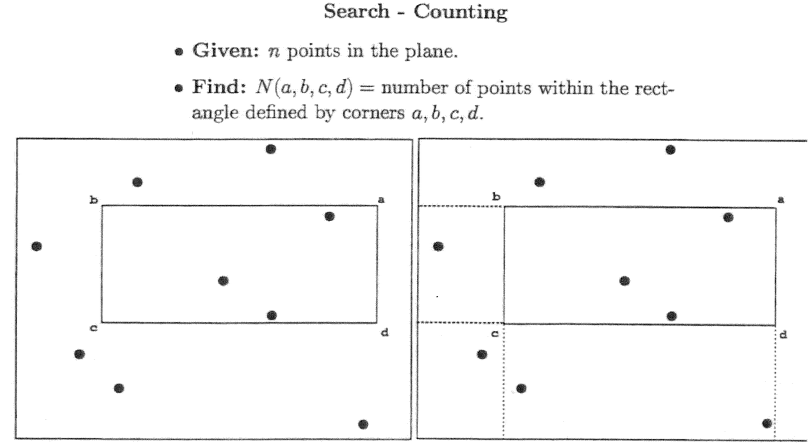 Search - Counting
• Given: n points in the plane.
• Find: N(a, b, c, d) = number of points within the rect-
angle defined by corners a, b, c, d.
b
a
c
d
b
a
c
d